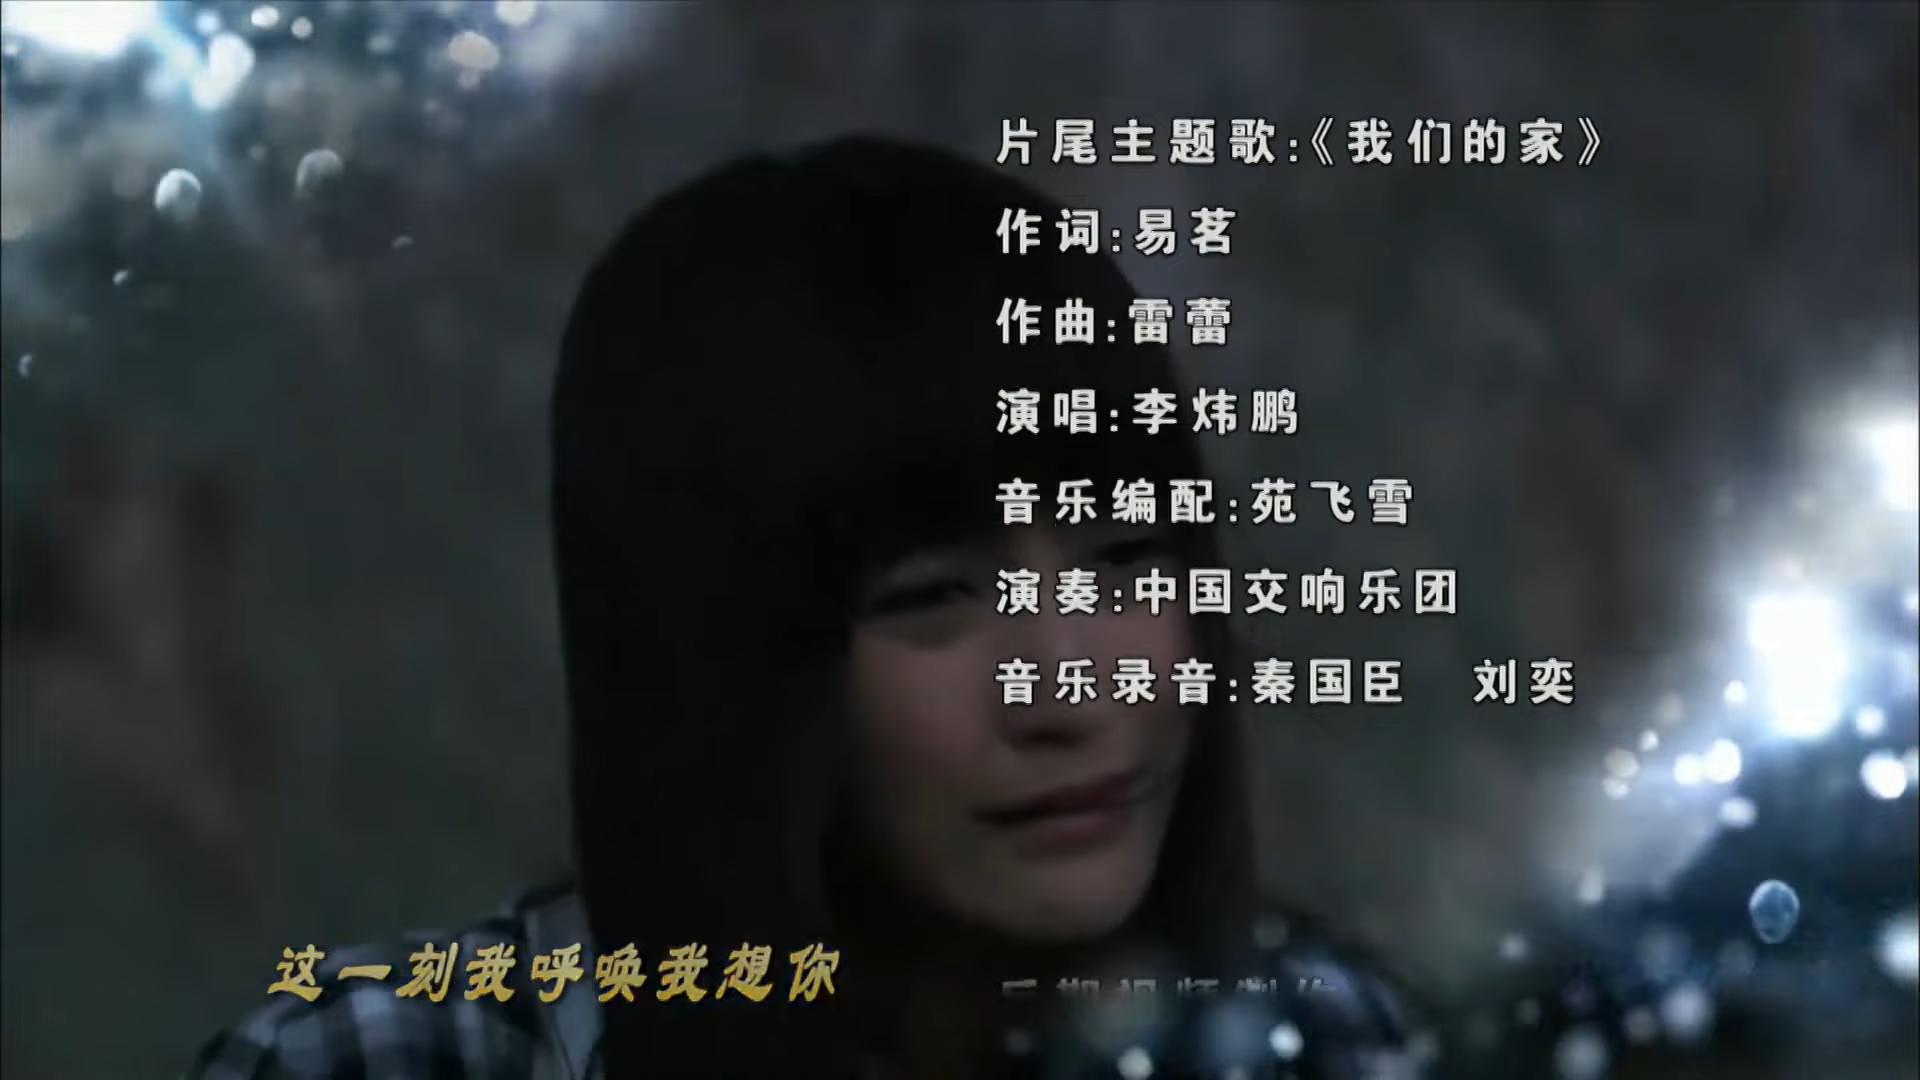 片尾主题歌:《我们的家》
作词:易茗
作曲:雷蕾
演唱:李炜鹏
音乐编配:苑飞雪
演奏:中国交响乐团
音乐录音:秦国臣 刘奕
这一刻我呼唤我想你